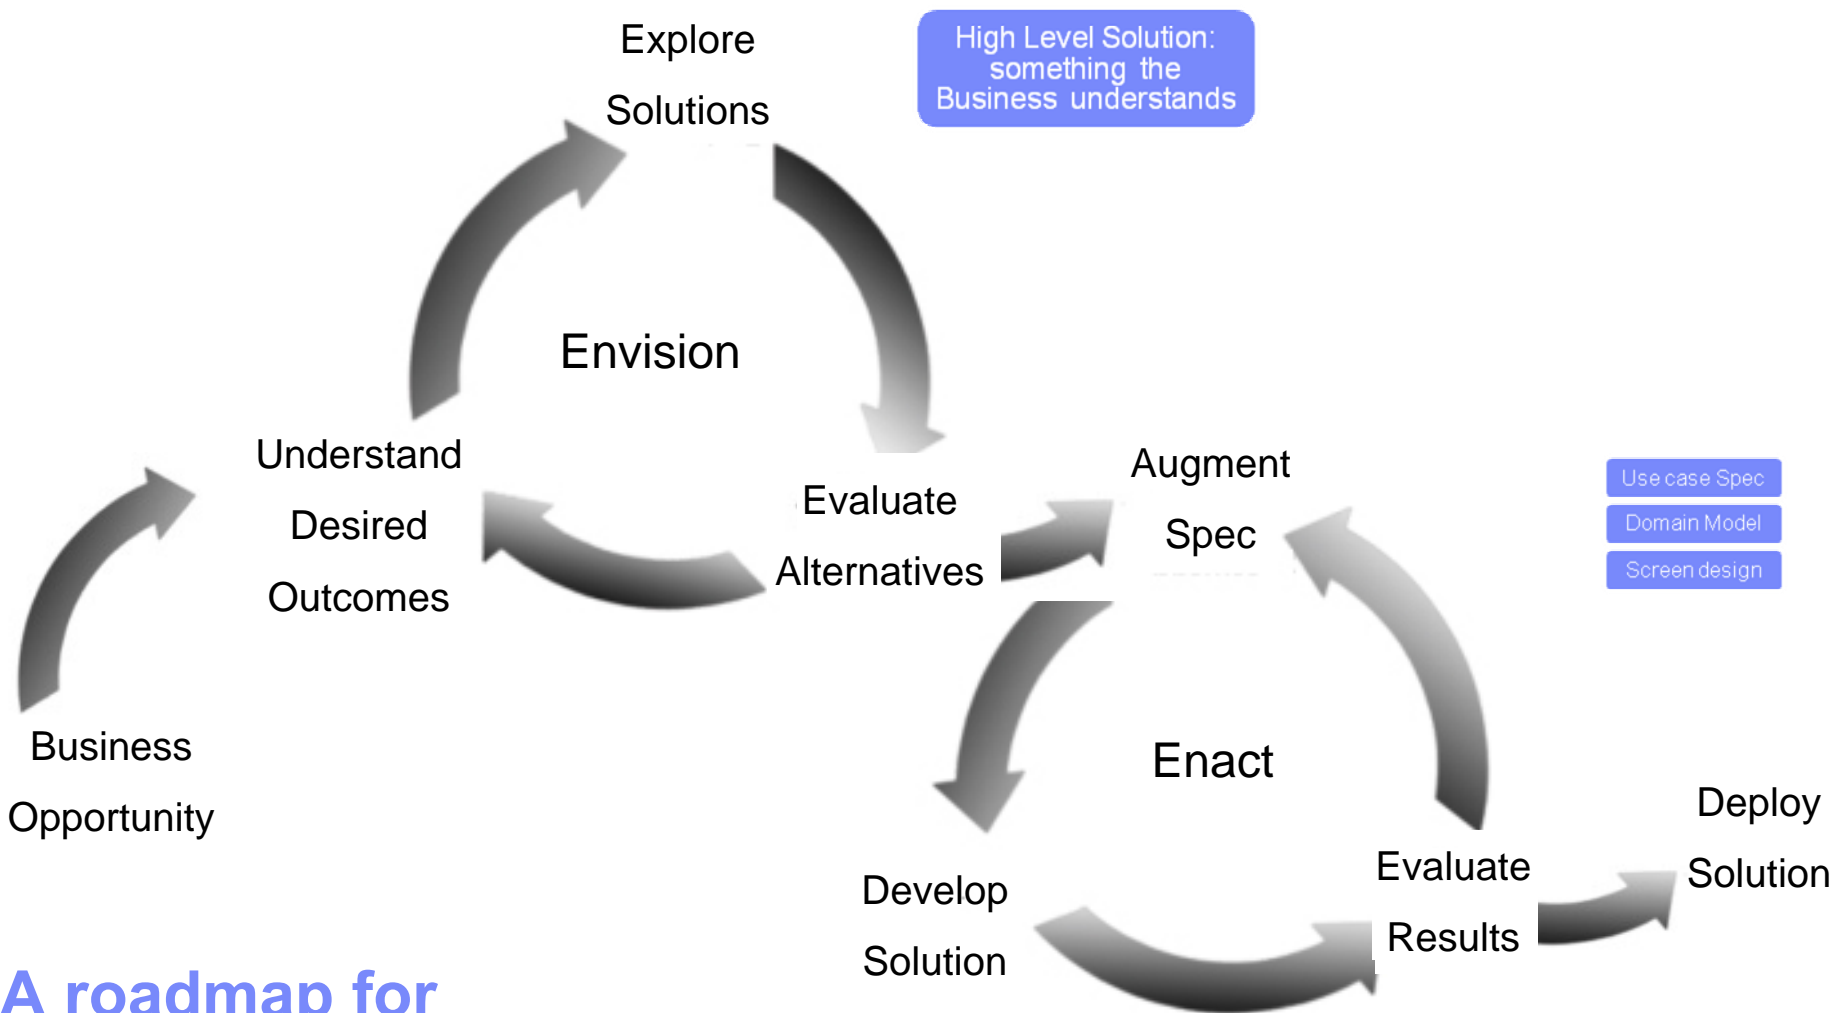 Explore
Solutions
High Level Solution:
something the
Business understands
Envision
Understand
Desired
Outcomes
Evaluate
Alternatives
Augment
Spec
Use case Spec
Domain Model
Screen design
Business
Opportunity
Enact
Develop
Solution
Evaluate
Results
Deploy
Solution
A roadmap for